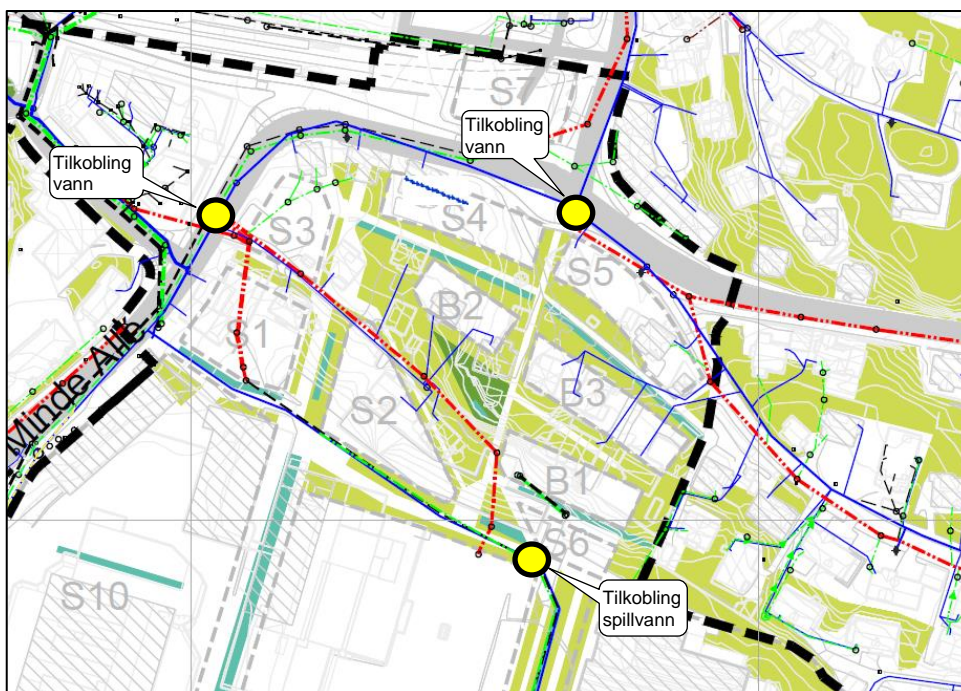 S7
Tilkobling
vann
Tilkobling
vann
S3
S4
S5
B2
S1
B3
S2
Minde Allé
B1
S6
S10
Tilkobling
spillvann